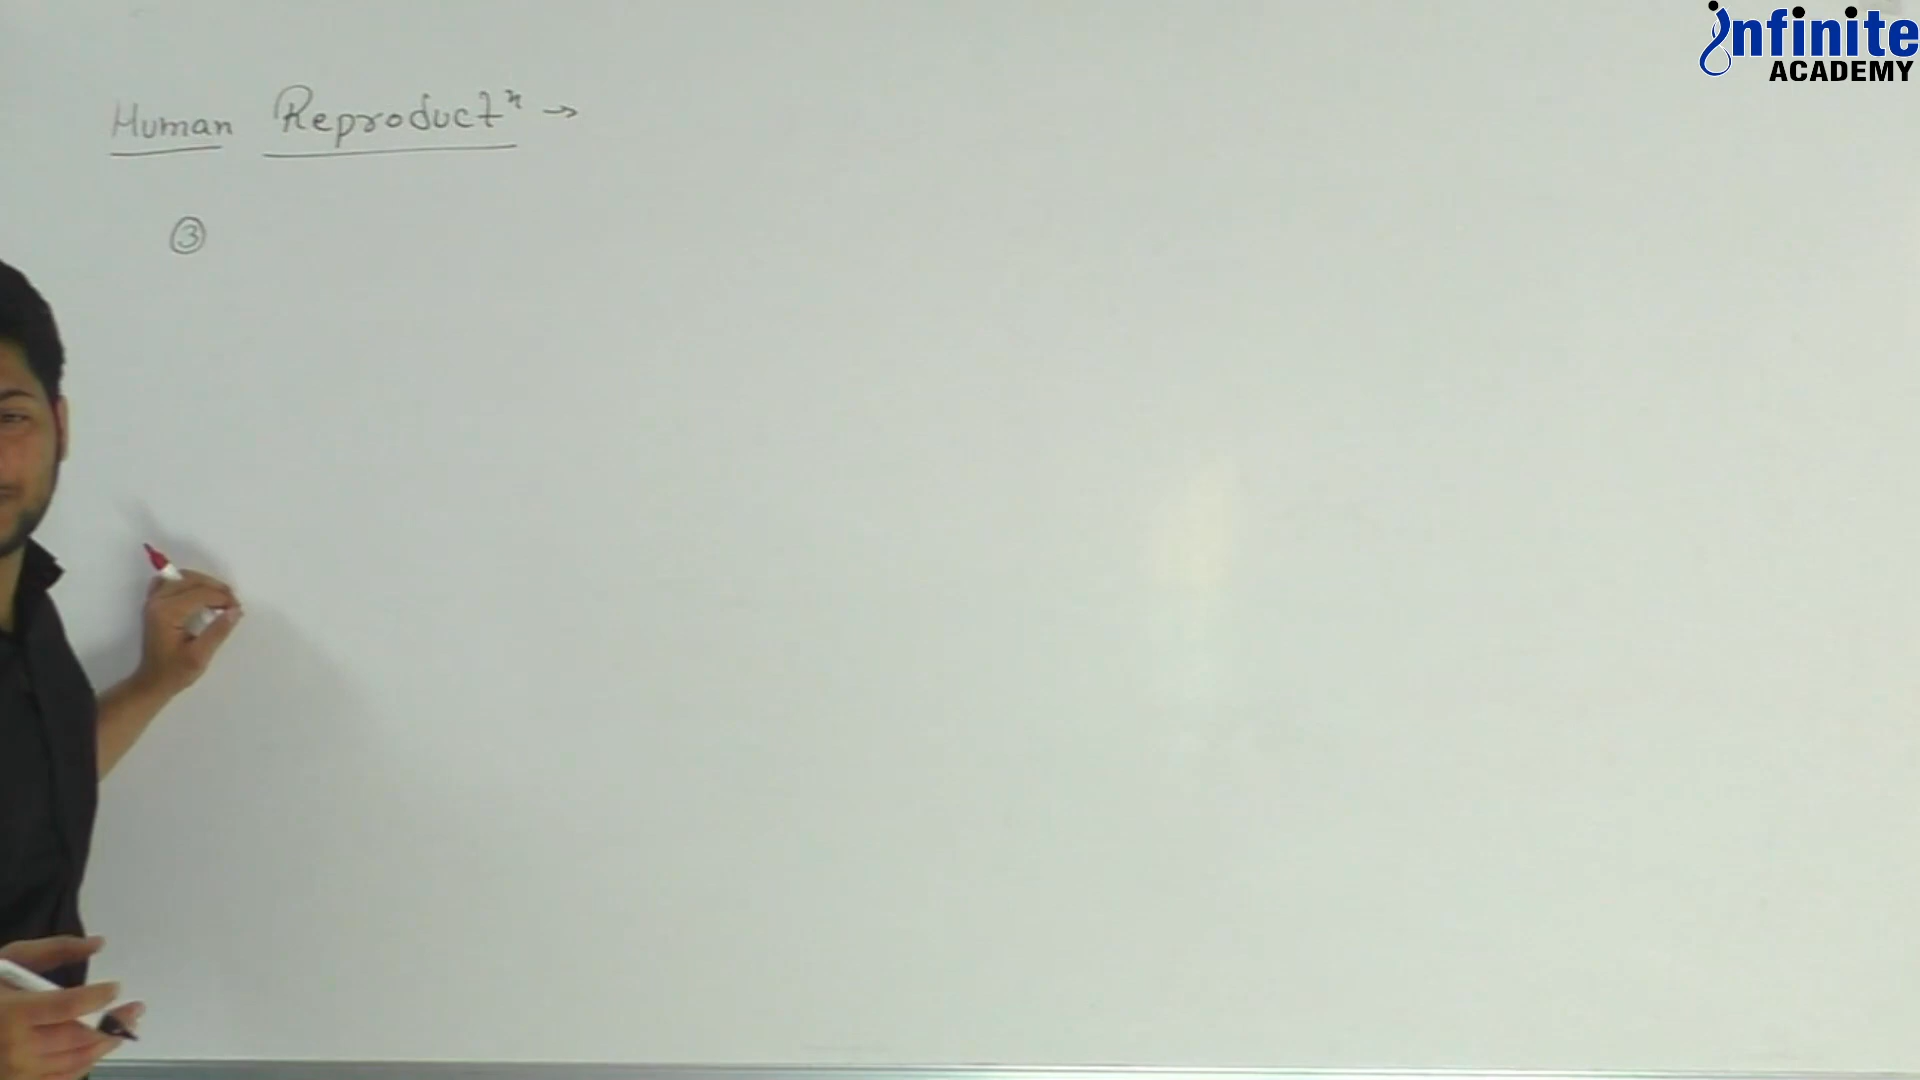 infinite
ACADEMY
Human Reproductⁿ →
③